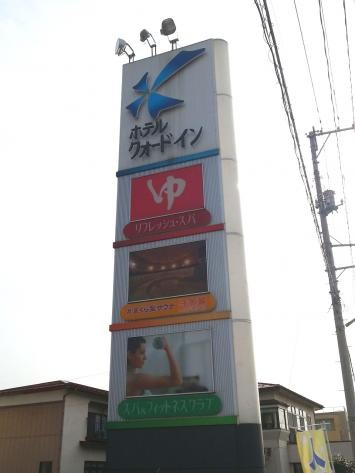 ホテル
クォードイン
ゆ
リフレッシュ・スパ
スパ&フィットネスクラブ